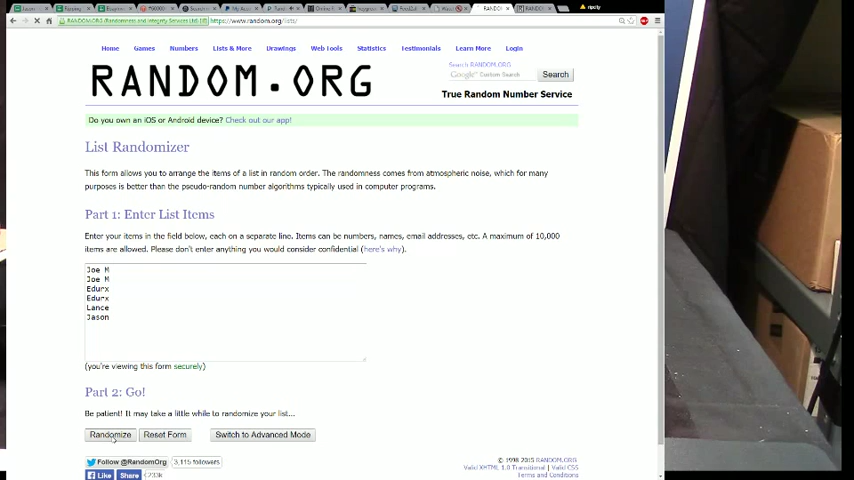 https://www.random.org/lists/
Home Games Numbers Lists & More Drawings Web Tools Statistics Testimonials Learn More Login
Search RANDOM.ORG
Google Custom Search Search
RANDOM.ORG
True Random Number Service
Do you own an iOS or Android device? Check out our app!
List Randomizer
This form allows you to arrange the items of a list in random order. The randomness comes from atmospheric noise, which for many
purposes is better than the pseudo-random number algorithms typically used in computer programs.
Part 1: Enter List Items
Enter your items in the field below, each on a separate line. Items can be numbers, names, email addresses, etc. A maximum of 10,000
items are allowed. Please don't enter anything you would consider confidential (here's why).
Joe M
Joe M
Edurx
Edurx
Lance
Jason
(you're viewing this form securely)
Part 2: Go!
Be patient! It may take a little while to randomize your list...
Randomize Reset Form Switch to Advanced Mode
Follow @RandomOrg 3,115 followers
© 1998 2015 RANDOM.ORG
Valid XHTML 1.0 Transitional | Valid CSS
Terms and Conditions
Like Share